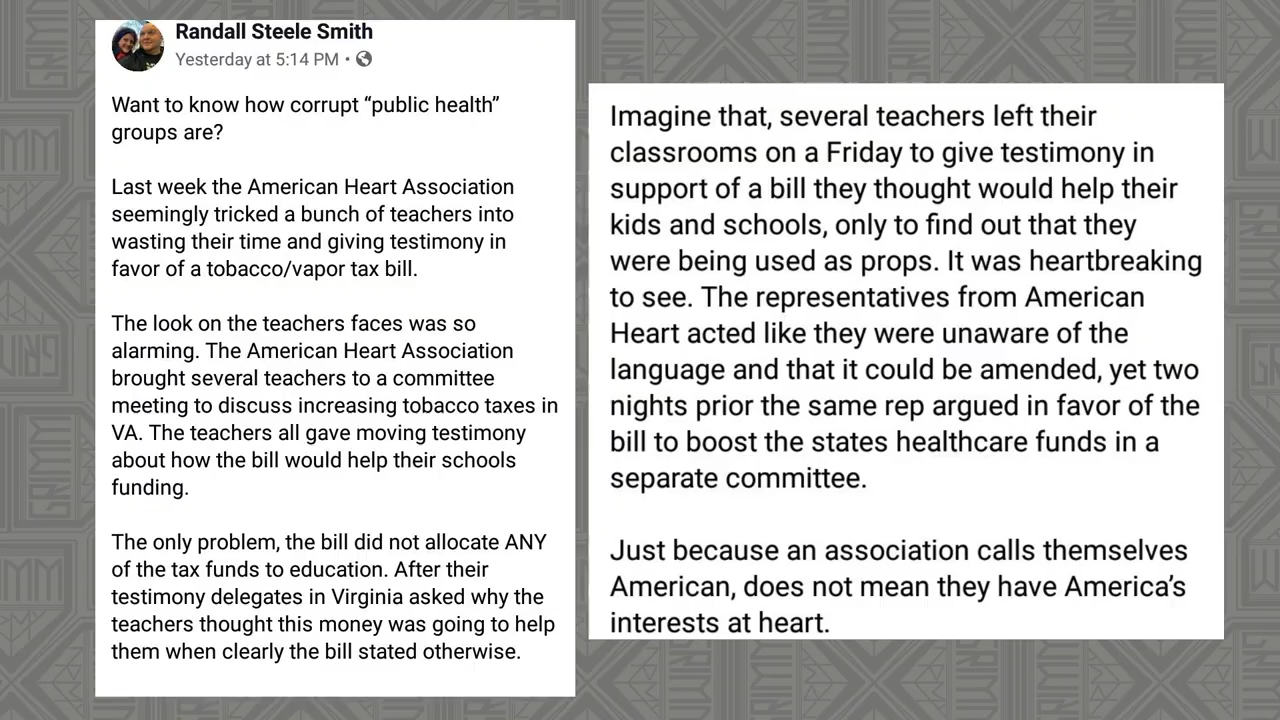 Randall Steele Smith
Yesterday at 5:14 PM •
Want to know how corrupt “public health”
groups are?
Last week the American Heart Association
seemingly tricked a bunch of teachers into
wasting their time and giving testimony in
favor of a tobacco/vapor tax bill.
The look on the teachers faces was so
alarming. The American Heart Association
brought several teachers to a committee
meeting to discuss increasing tobacco taxes in
VA. The teachers all gave moving testimony
about how the bill would help their schools
funding.
The only problem, the bill did not allocate ANY
of the tax funds to education. After their
testimony delegates in Virginia asked why the
teachers thought this money was going to help
them when clearly the bill stated otherwise.
Imagine that, several teachers left their
classrooms on a Friday to give testimony in
support of a bill they thought would help their
kids and schools, only to find out that they
were being used as props. It was heartbreaking
to see. The representatives from American
Heart acted like they were unaware of the
language and that it could be amended, yet two
nights prior the same rep argued in favor of the
bill to boost the states healthcare funds in a
separate committee.
Just because an association calls themselves
American, does not mean they have America’s
interests at heart.